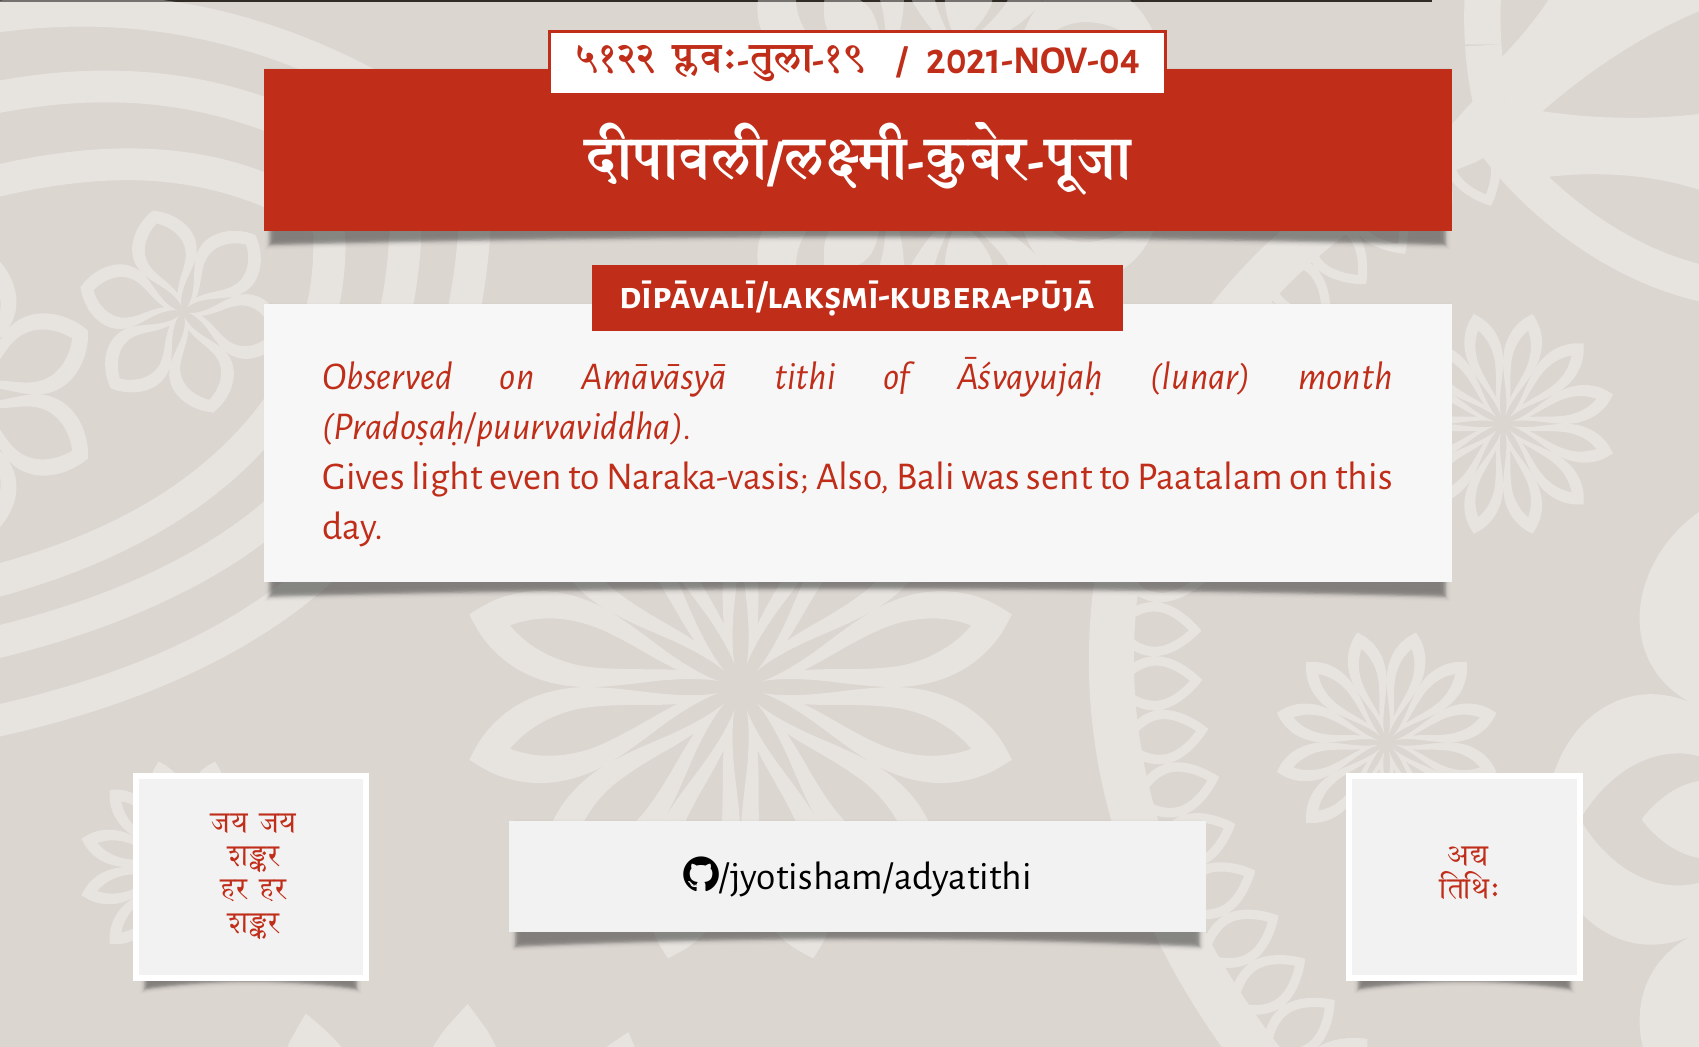 ५१२२ प्लवः-तुला-१९ / 2021-NOV-04
दीपावली/लक्ष्मी-कुबेर-पूजा
DĪPĀVALĪ/LAKṢMĪ-KUBERA-PŪJĀ
Observed on Amāvāsyā tithi of Āśvayujaḥ (lunar) month
(Pradoṣaḥ/puurvaviddha).
Gives light even to Naraka-vasis; Also, Bali was sent to Paatalam on this
day.
जय जय
शङ्कर
हर हर
शङ्कर
/jyotisham/adyatithi
अद्य
तिथिः